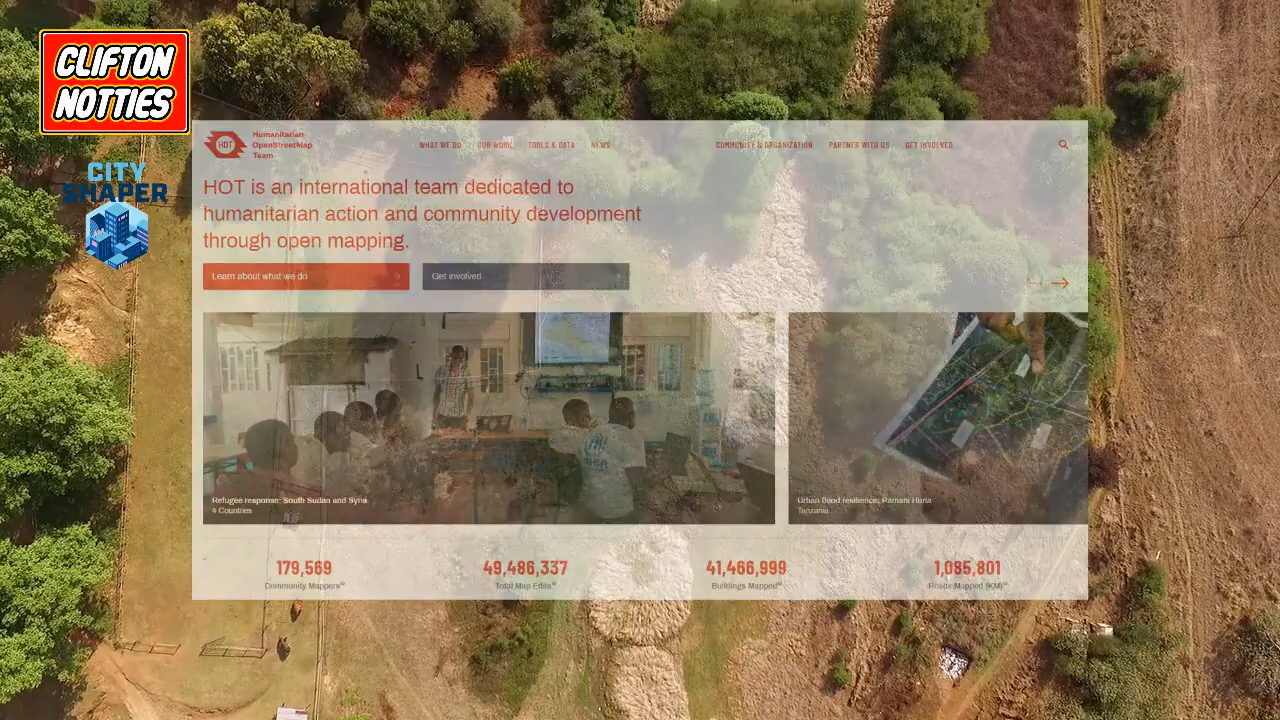 CLIFTON
NOTTIES
CITY
SHAPER
HOT
Humanitarian
OpenStreetMap
Team
WHAT WE DO
OUR WORK
TOOLS & DATA
NEWS
COMMUNITY & ORGANIZATION
PARTNER WITH US
GET INVOLVED
HOT is an international team dedicated to
humanitarian action and community development
through open mapping.
Learn about what we do
Get involved
Refugee response: South Sudan and Syria
4 Countries
Urban flood resilience: Ramani Huria
Tanzania
179,569
Community Mappers
49,486,337
Total Map Edits
41,466,999
Buildings Mapped
1,085,801
Roads Mapped (KM)